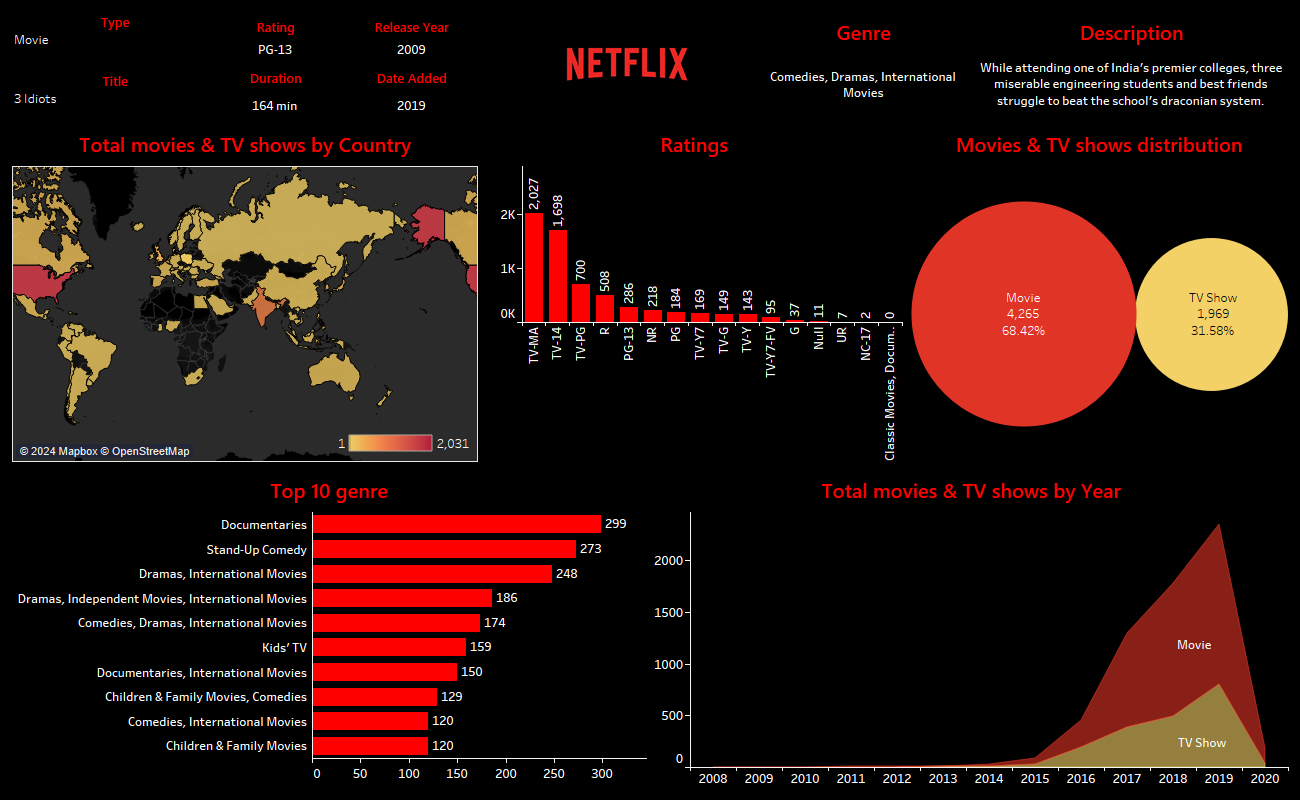 Type
Movie
Title
3 Idiots
Rating
PG-13
Duration
164 min
Release Year
2009
Date Added
2019
NETFLIX
Genre
Comedies, Dramas, International
Movies
Description
While attending one of India’s premier colleges, three
miserable engineering students and best friends
struggle to beat the school’s draconian system.
Total movies & TV shows by Country
1
2,031
© 2024 Mapbox © OpenStreetMap
Ratings
2K
1K
0K
2,027
1,698
700
508
286
218
184
169
149
143
95
37
11
7
2
0
TV-MA
TV-14
TV-PG
R
PG-13
NR
PG
TV-Y7
TV-G
TV-Y
TV-Y7-FV
G
Null
UR
NC-17
Classic Movies, Docum..
Movies & TV shows distribution
Movie
4,265
68.42%
TV Show
1,969
31.58%
Top 10 genre
Documentaries 299
Stand-Up Comedy 273
Dramas, International Movies 248
Dramas, Independent Movies, International Movies 186
Comedies, Dramas, International Movies 174
Kids’ TV 159
Documentaries, International Movies 150
Children & Family Movies, Comedies 129
Comedies, International Movies 120
Children & Family Movies 120
0 50 100 150 200 250 300
Total movies & TV shows by Year
2000
1500
1000
500
0
Movie
TV Show
2008 2009 2010 2011 2012 2013 2014 2015 2016 2017 2018 2019 2020